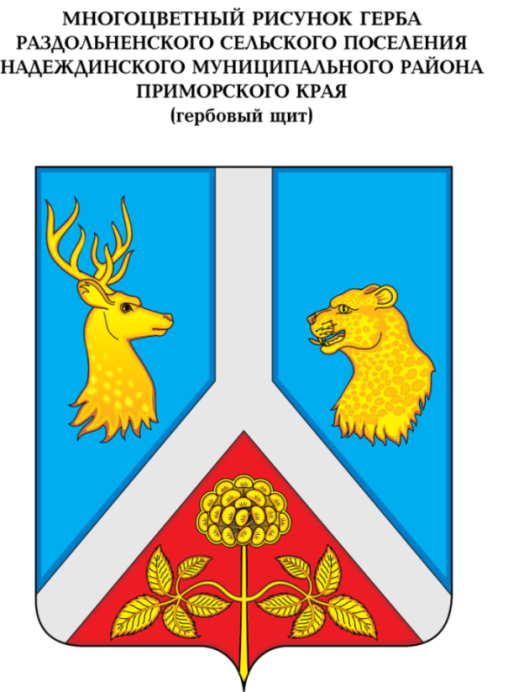 МНОГОЦВЕТНЫЙ РИСУНОК ГЕРБА
РАЗДОЛЬНЕНСКОГО СЕЛЬСКОГО ПОСЕЛЕНИЯ
НАДЕЖДИНСКОГО МУНИЦИПАЛЬНОГО РАЙОНА
ПРИМОРСКОГО КРАЯ
(гербовый щит)